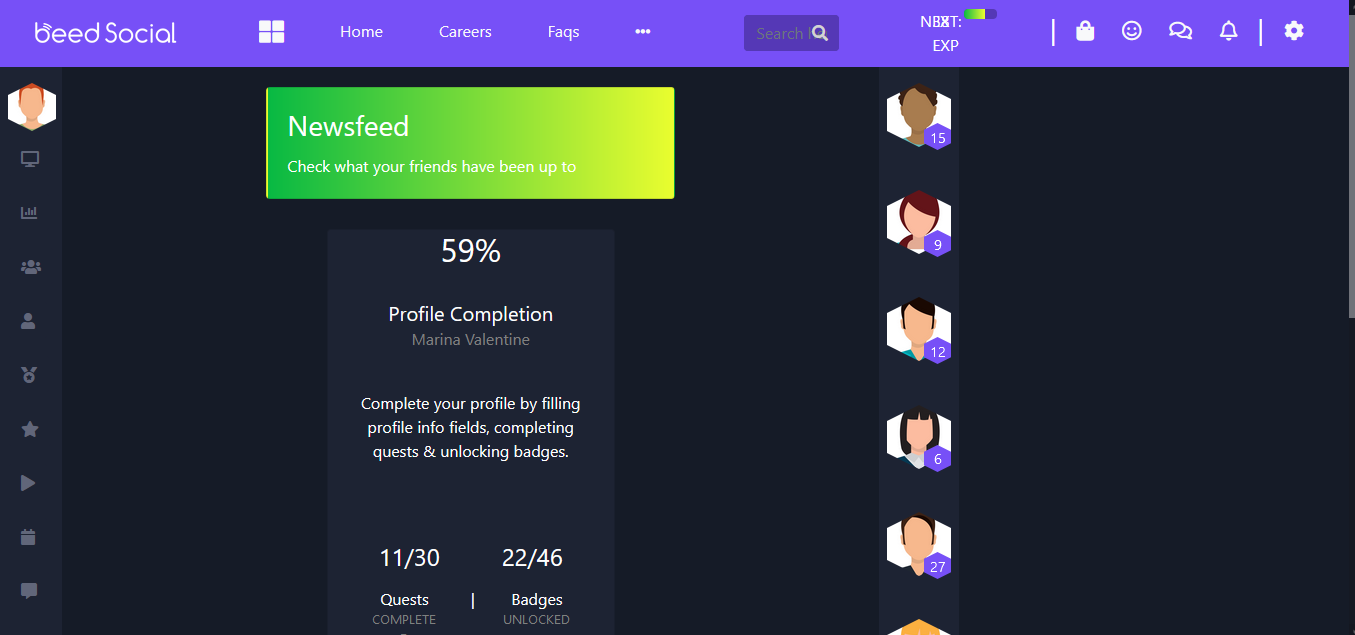 beed Social
Home
Careers
Faqs
Search
NEXT:
EXP
Newsfeed
Check what your friends have been up to
59%
Profile Completion
Marina Valentine
Complete your profile by filling
profile info fields, completing
quests & unlocking badges.
11/30
22/46
Quests
|
Badges
COMPLETE
UNLOCKED
15
9
12
6
27